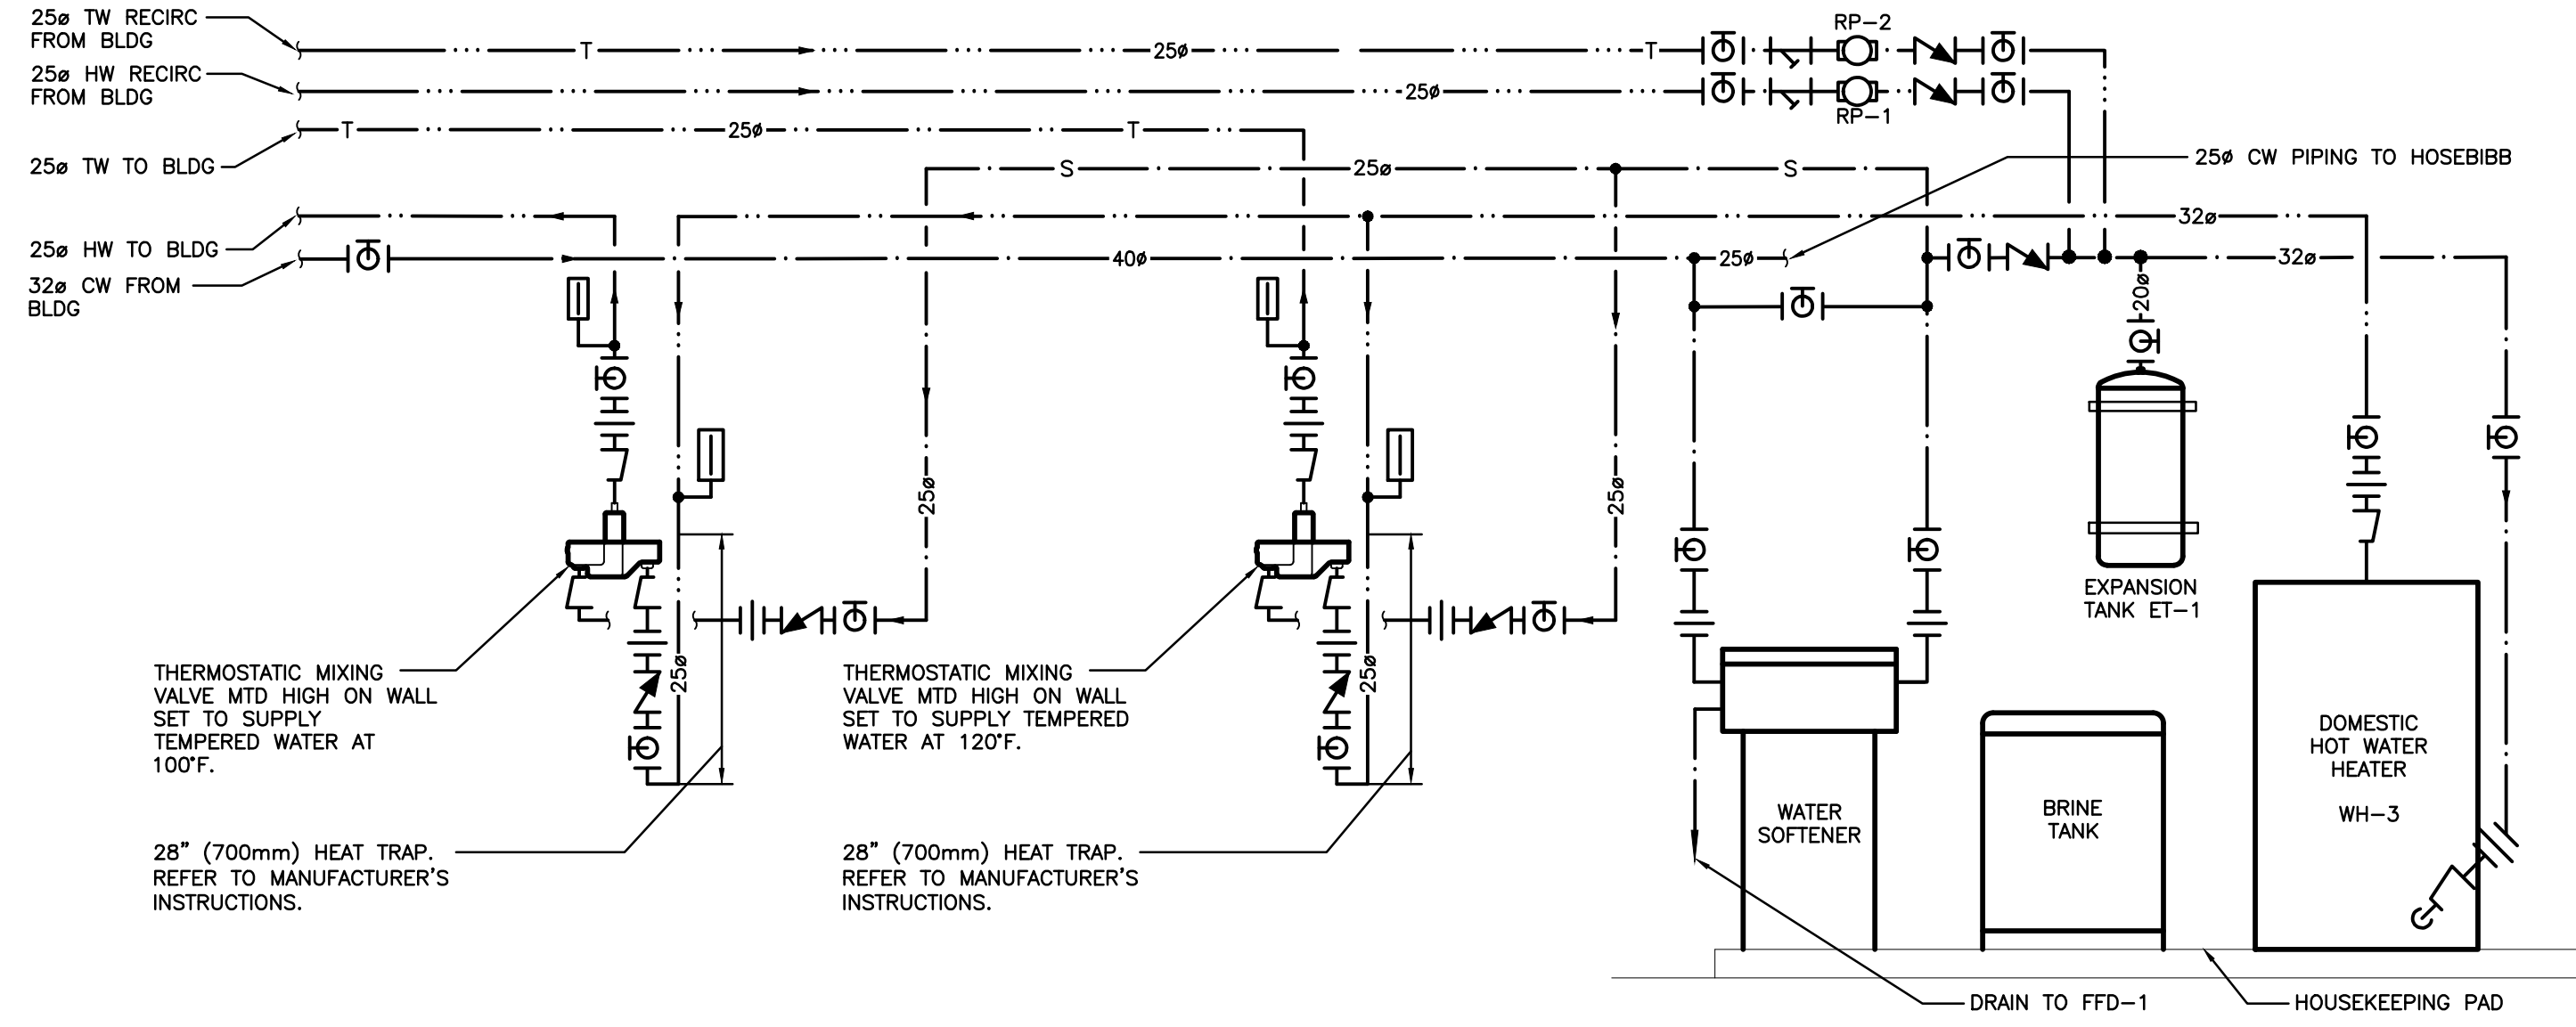 25ø TW RECIRC
FROM BLDG
25ø HW RECIRC
FROM BLDG
25ø TW TO BLDG
25ø HW TO BLDG
32ø CW FROM
BLDG
T
25ø
T
RP-2
25ø
RP-1
T
25ø
T
S
25ø
S
25ø CW PIPING TO HOSEBIBB
32ø
40ø
25ø
32ø
20ø
25ø
25ø
25ø
25ø
EXPANSION
TANK ET-1
THERMOSTATIC MIXING
VALVE MTD HIGH ON WALL
SET TO SUPPLY
TEMPERED WATER AT
100°F.
THERMOSTATIC MIXING
VALVE MTD HIGH ON WALL
SET TO SUPPLY TEMPERED
WATER AT 120°F.
28" (700mm) HEAT TRAP.
REFER TO MANUFACTURER'S
INSTRUCTIONS.
28" (700mm) HEAT TRAP.
REFER TO MANUFACTURER'S
INSTRUCTIONS.
WATER
SOFTENER
BRINE
TANK
DOMESTIC
HOT WATER
HEATER
WH-3
DRAIN TO FFD-1
HOUSEKEEPING PAD